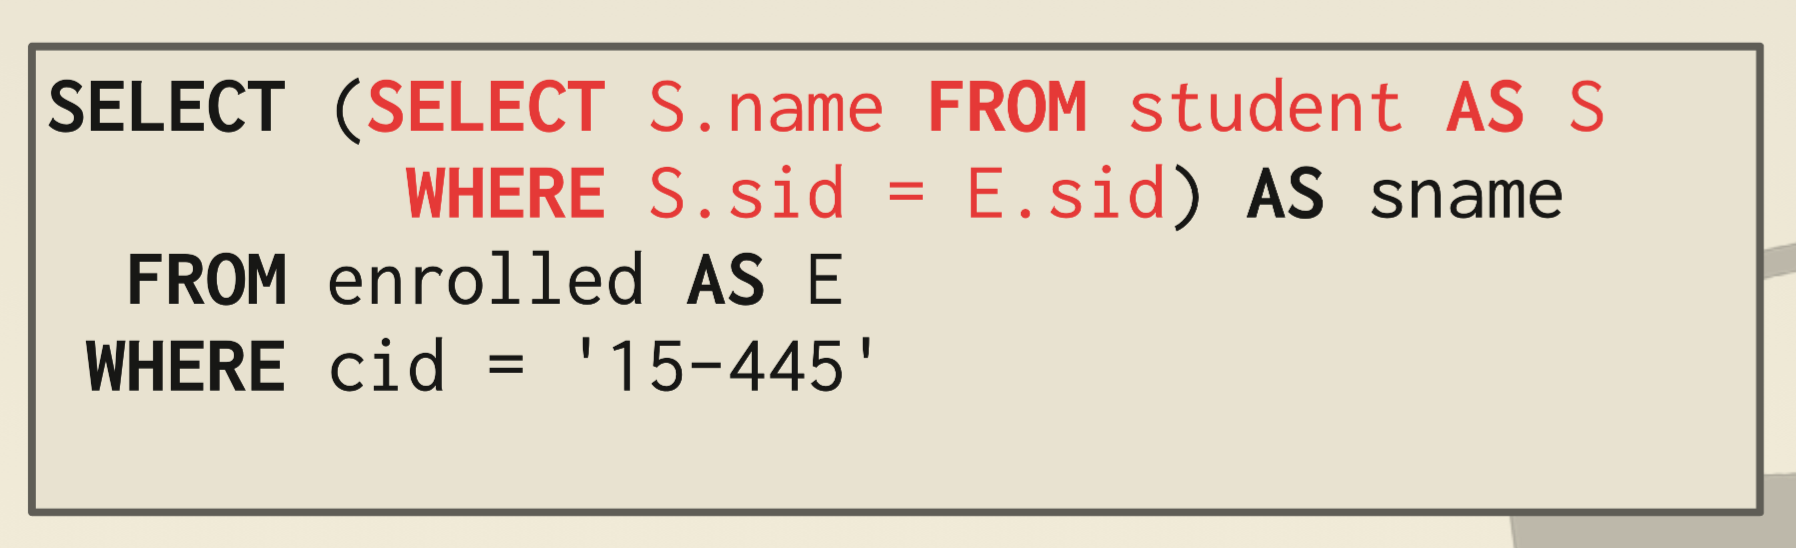 SELECT (SELECT S.name FROM student AS S
WHERE S.sid = E.sid) AS sname
FROM enrolled AS E
WHERE cid = '15-445'